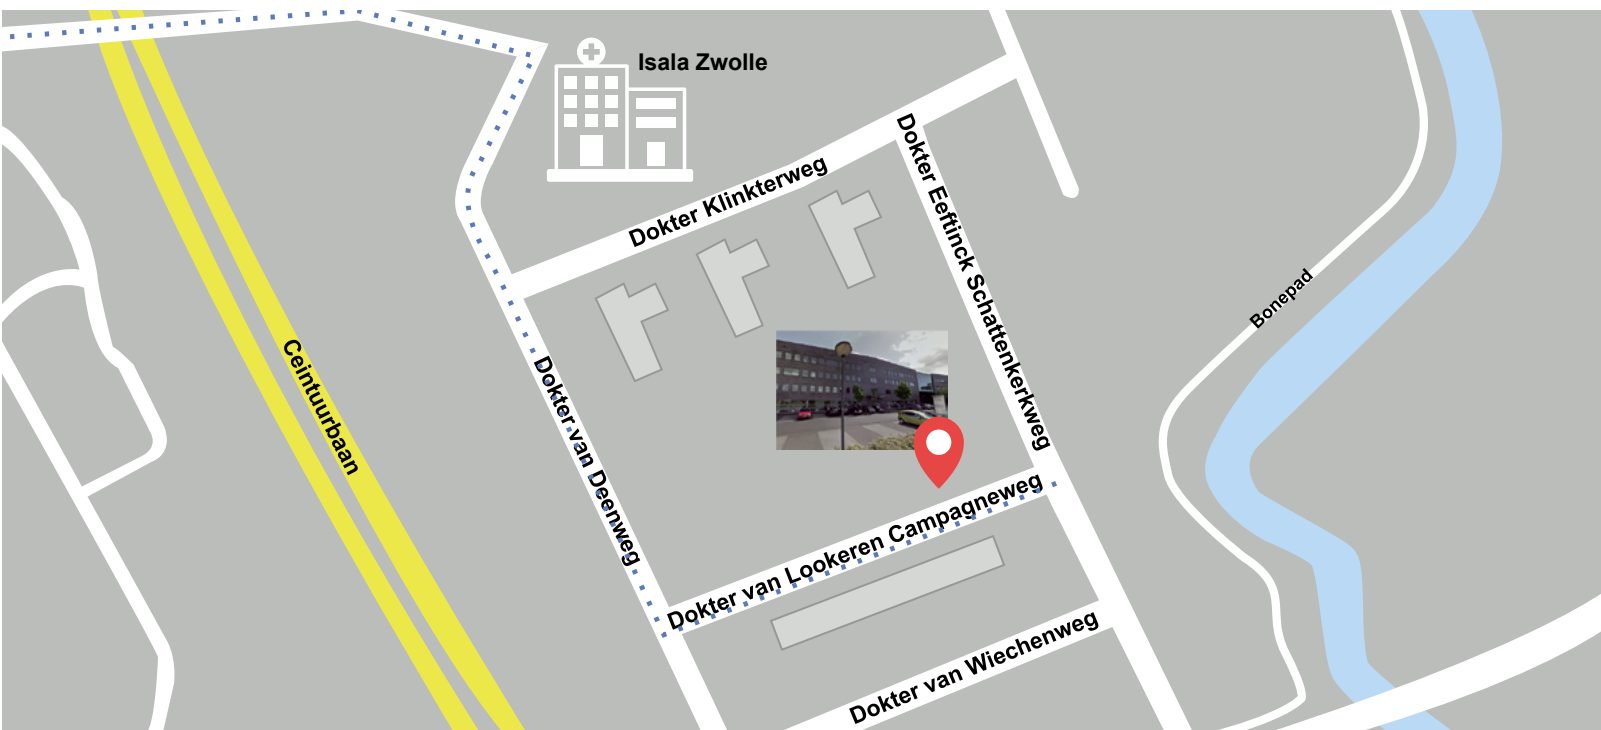 Isala Zwolle
Dokter Klinkterweg
Dokter Eeftinck Schattenkerkweg
Bonepad
Ceintuurbaan
Dokter van Deenweg
Dokter van Lookeren Campagneweg
Dokter van Wiechenweg